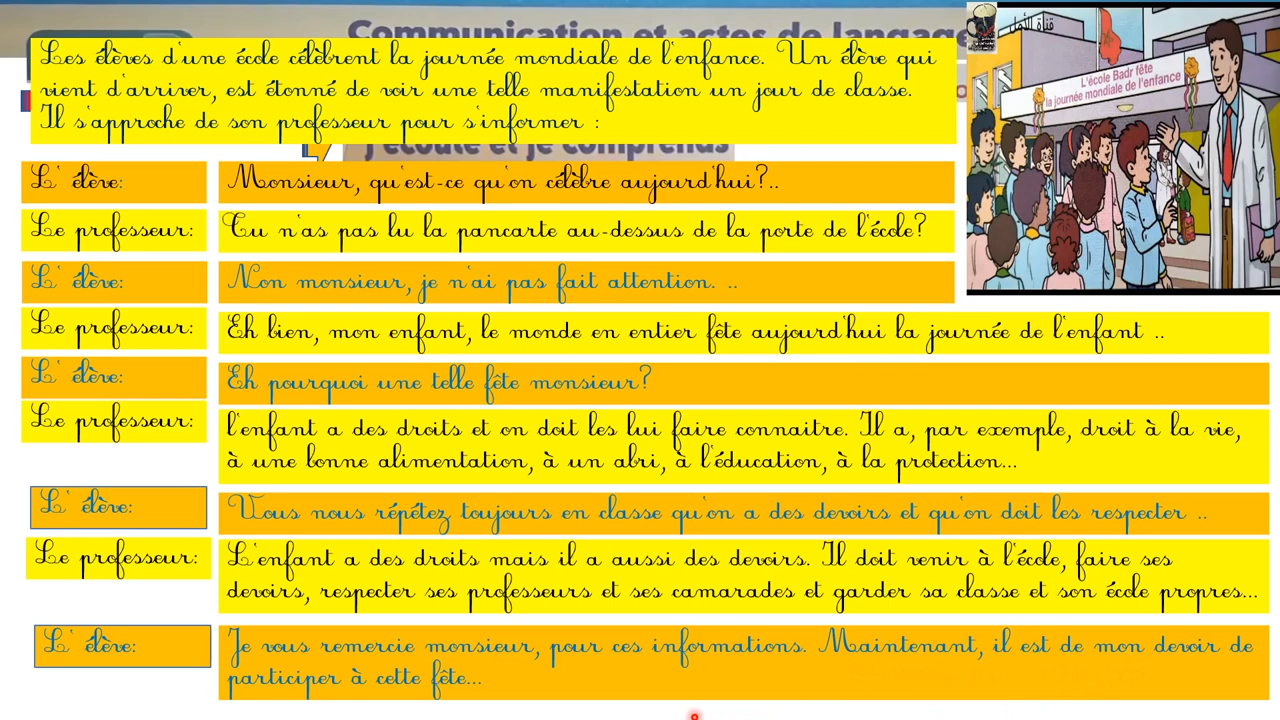 Communication et actes de langage
Les élèves d'une école célèbrent la journée mondiale de l'enfance. Un élève qui
vient d'arriver, est étonné de voir une telle manifestation un jour de classe.
Il s'approche de son professeur pour s'informer :
j'écoute et je comprends
قناة الأمل
L'école Badr fête
la journée mondiale de l'enfance
L' élève:
Monsieur, qu'est-ce qu'on célèbre aujourd'hui?..
Le professeur:
Tu n'as pas lu la pancarte au-dessus de la porte de l'école?
L' élève:
Non monsieur, je n'ai pas fait attention. ..
Le professeur:
Eh bien, mon enfant, le monde en entier fête aujourd'hui la journée de l'enfant ..
L' élève:
Eh pourquoi une telle fête monsieur?
Le professeur:
l'enfant a des droits et on doit les lui faire connaitre. Il a, par exemple, droit à la vie,
à une bonne alimentation, à un abri, à l'éducation, à la protection...
L' élève:
Vous nous répétez toujours en classe qu'on a des devoirs et qu'on doit les respecter ..
Le professeur:
L'enfant a des droits mais il a aussi des devoirs. Il doit venir à l'école, faire ses
devoirs, respecter ses professeurs et ses camarades et garder sa classe et son école propres...
L' élève:
Je vous remercie monsieur, pour ces informations. Maintenant, il est de mon devoir de
participer à cette fête...